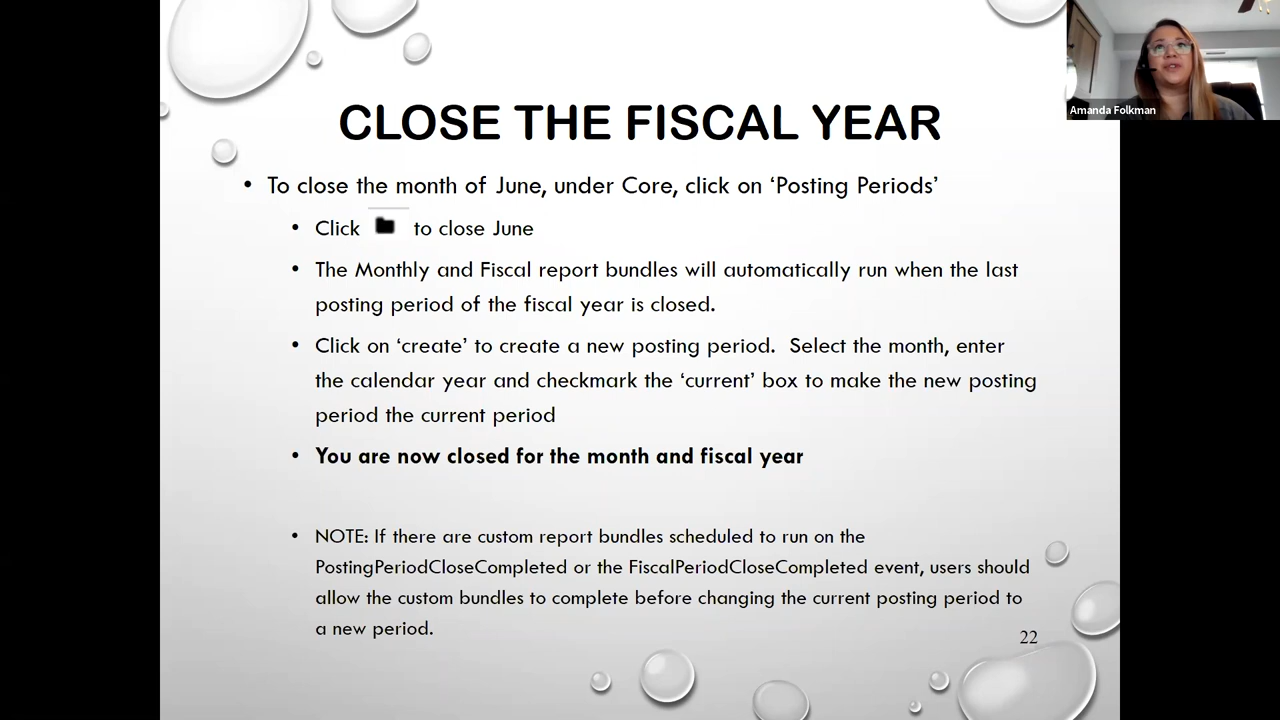 Amanda Folkman
CLOSE THE FISCAL YEAR
• To close the month of June, under Core, click on ‘Posting Periods’
• Click to close June
• The Monthly and Fiscal report bundles will automatically run when the last
posting period of the fiscal year is closed.
• Click on ‘create’ to create a new posting period.  Select the month, enter
the calendar year and checkmark the ‘current’ box to make the new posting
period the current period
• You are now closed for the month and fiscal year
• NOTE: If there are custom report bundles scheduled to run on the
PostingPeriodCloseCompleted or the FiscalPeriodCloseCompleted event, users should
allow the custom bundles to complete before changing the current posting period to
a new period.
22